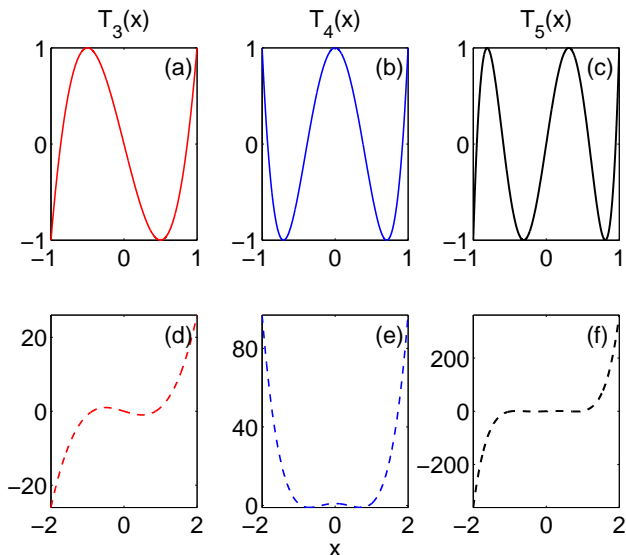 T3(x) T4(x) T5(x)
1 1 1
(a) (b) (c)
0 0 0
−1 −1 −1
−1 0 1 −1 0 1 −1 0 1
20 80 200
(d) (e) (f)
0 40 0
−20 0 −200
−2 0 2 −2 0 2 −2 0 2
x